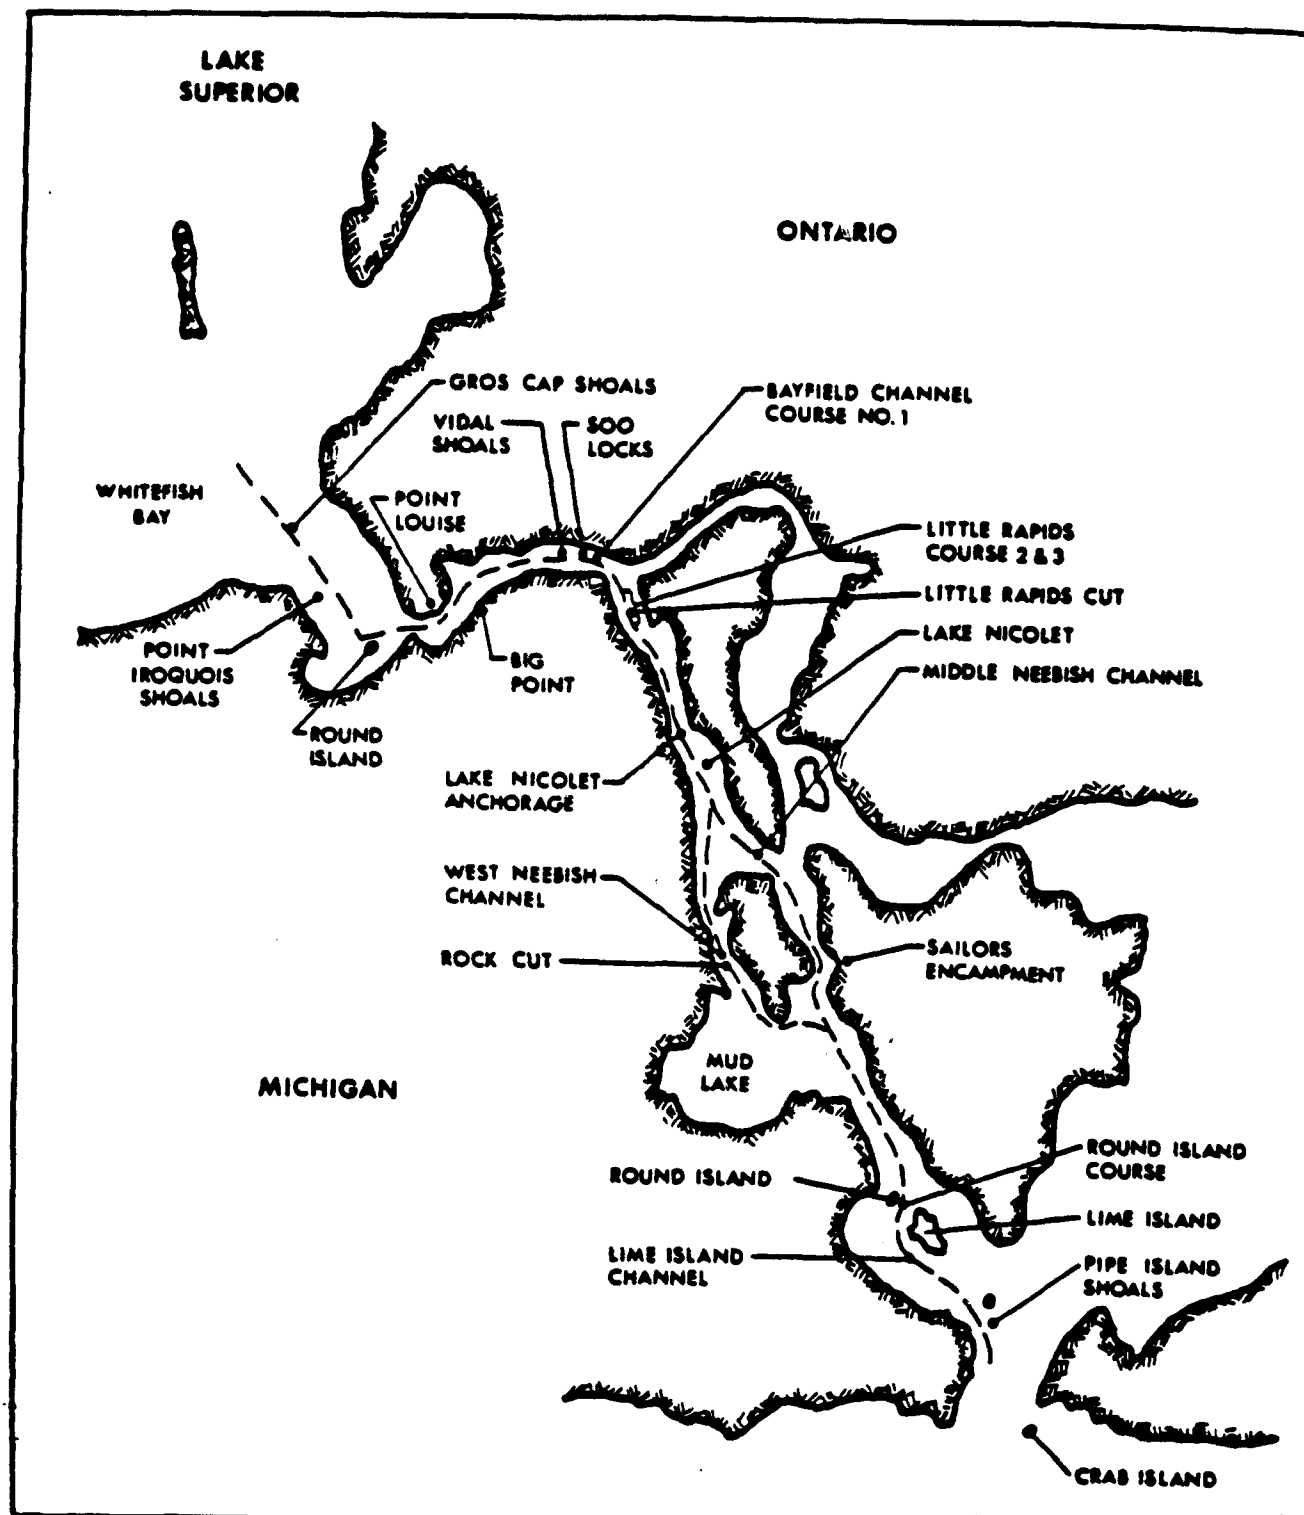 LAKE
SUPERIOR
ONTARIO
GROS CAP SHOALS
BAYFIELD CHANNEL
COURSE NO. 1
VIDAL
SHOALS
SOO
LOCKS
WHITEFISH
BAY
POINT
LOUISE
LITTLE RAPIDS
COURSE 2 & 3
LITTLE RAPIDS CUT
LAKE NICOLET
MIDDLE NEEBISH CHANNEL
POINT
IROQUOIS
SHOALS
BIG
POINT
ROUND
ISLAND
LAKE NICOLET
ANCHORAGE
WEST NEEBISH
CHANNEL
ROCK CUT
SAILORS
ENCAMPMENT
MUD
LAKE
MICHIGAN
ROUND ISLAND
COURSE
ROUND ISLAND
LIME ISLAND
LIME ISLAND
CHANNEL
PIPE ISLAND
SHOALS
CRAB ISLAND